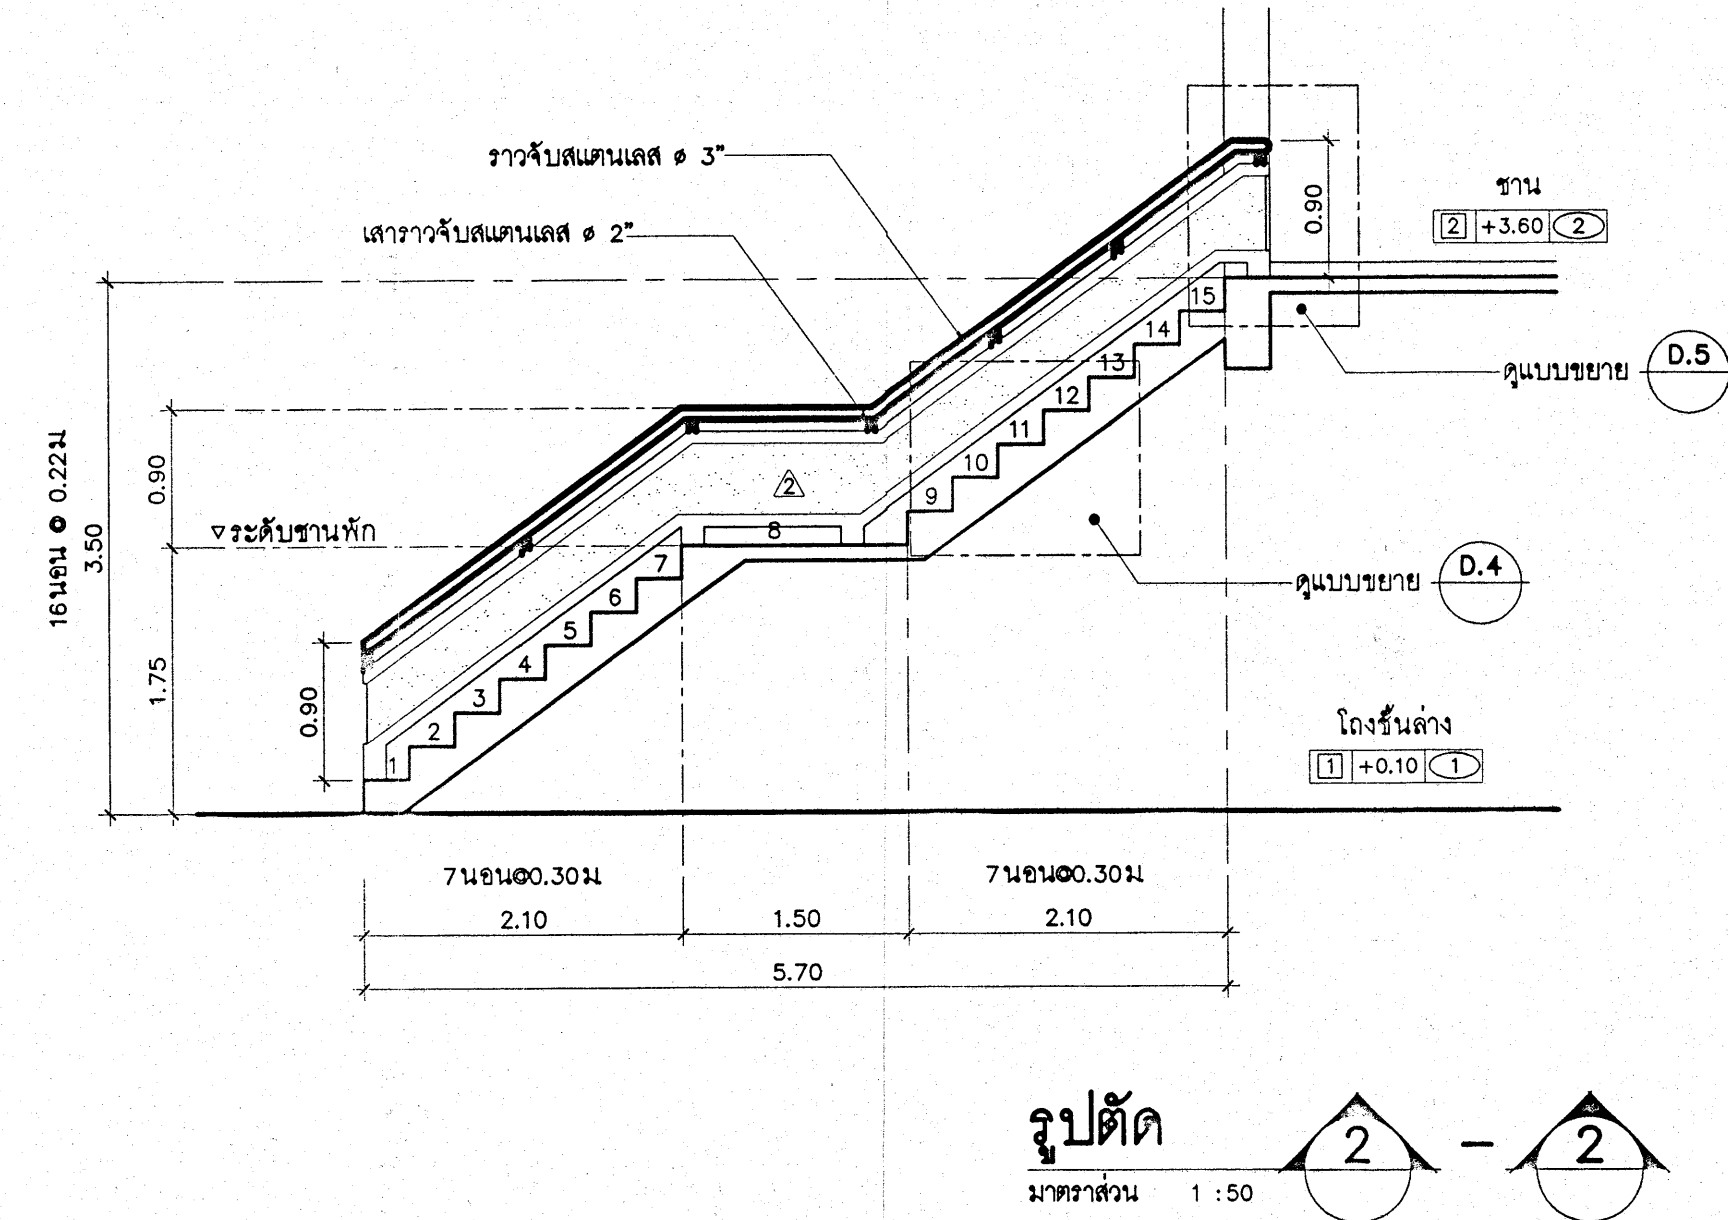 ราวจับสแตนเลส ø 3"
เสาราวจับสแตนเลส ø 2"
0.90
ชาน
2 +3.60 2
15
14
13
12
11
10
9
ดูแบบขยาย D.5
16นอน @ 0.22ม
3.50
0.90
▽ระดับชานพัก
2
8
7
6
5
4
3
2
1
ดูแบบขยาย D.4
1.75
0.90
โถงชั้นล่าง
1 +0.10 1
7นอน@0.30ม
7นอน@0.30ม
2.10
1.50
2.10
5.70
รูปตัด 2 - 2
มาตราส่วน 1 : 50